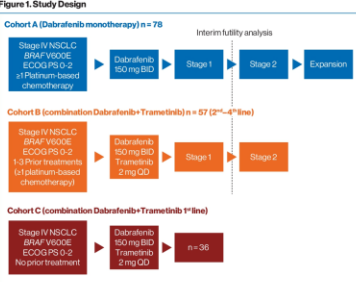 Figure 1. Study Design
Cohort A (Dabrafenib monotherapy) n = 78
Interim futility analysis
Stage IV NSCLC
BRAF V600E
ECOG PS 0-2
≥1 Platinum-based
chemotherapy
Dabrafenib
150 mg BID
Stage 1
Stage 2
Expansion
Cohort B (combination Dabrafenib+Trametinib) n = 57 (2nd–4th line)
Stage IV NSCLC
BRAF V600E
ECOG PS 0-2
1-3 Prior treatments
(≥1 platinum-based
chemotherapy)
Dabrafenib
150 mg BID
Trametinib
2 mg QD
Stage 1
Stage 2
Cohort C (combination Dabrafenib+Trametinib 1st line)
Stage IV NSCLC
BRAF V600E
ECOG PS 0-2
No prior treatment
Dabrafenib
150 mg BID
Trametinib
2 mg QD
n = 36